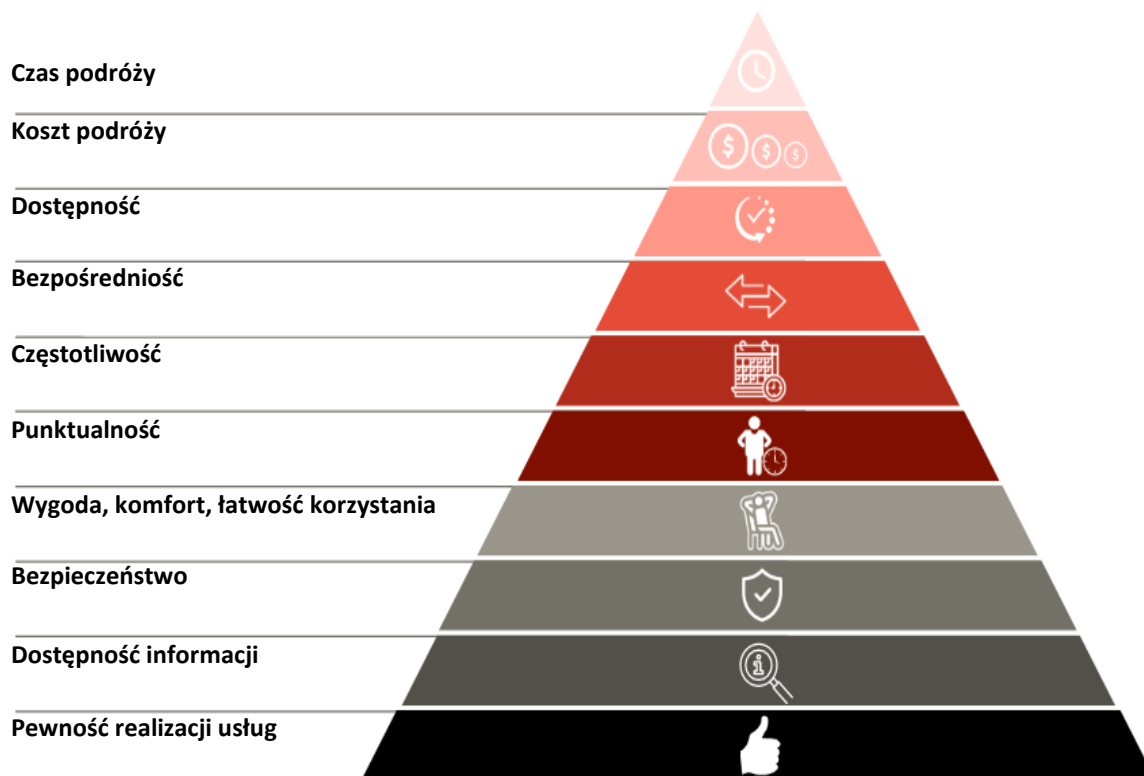 Czas podróży
Koszt podróży
Dostępność
Bezpośredniość
Częstotliwość
Punktualność
Wygoda, komfort, łatwość korzystania
Bezpieczeństwo
Dostępność informacji
Pewność realizacji usług